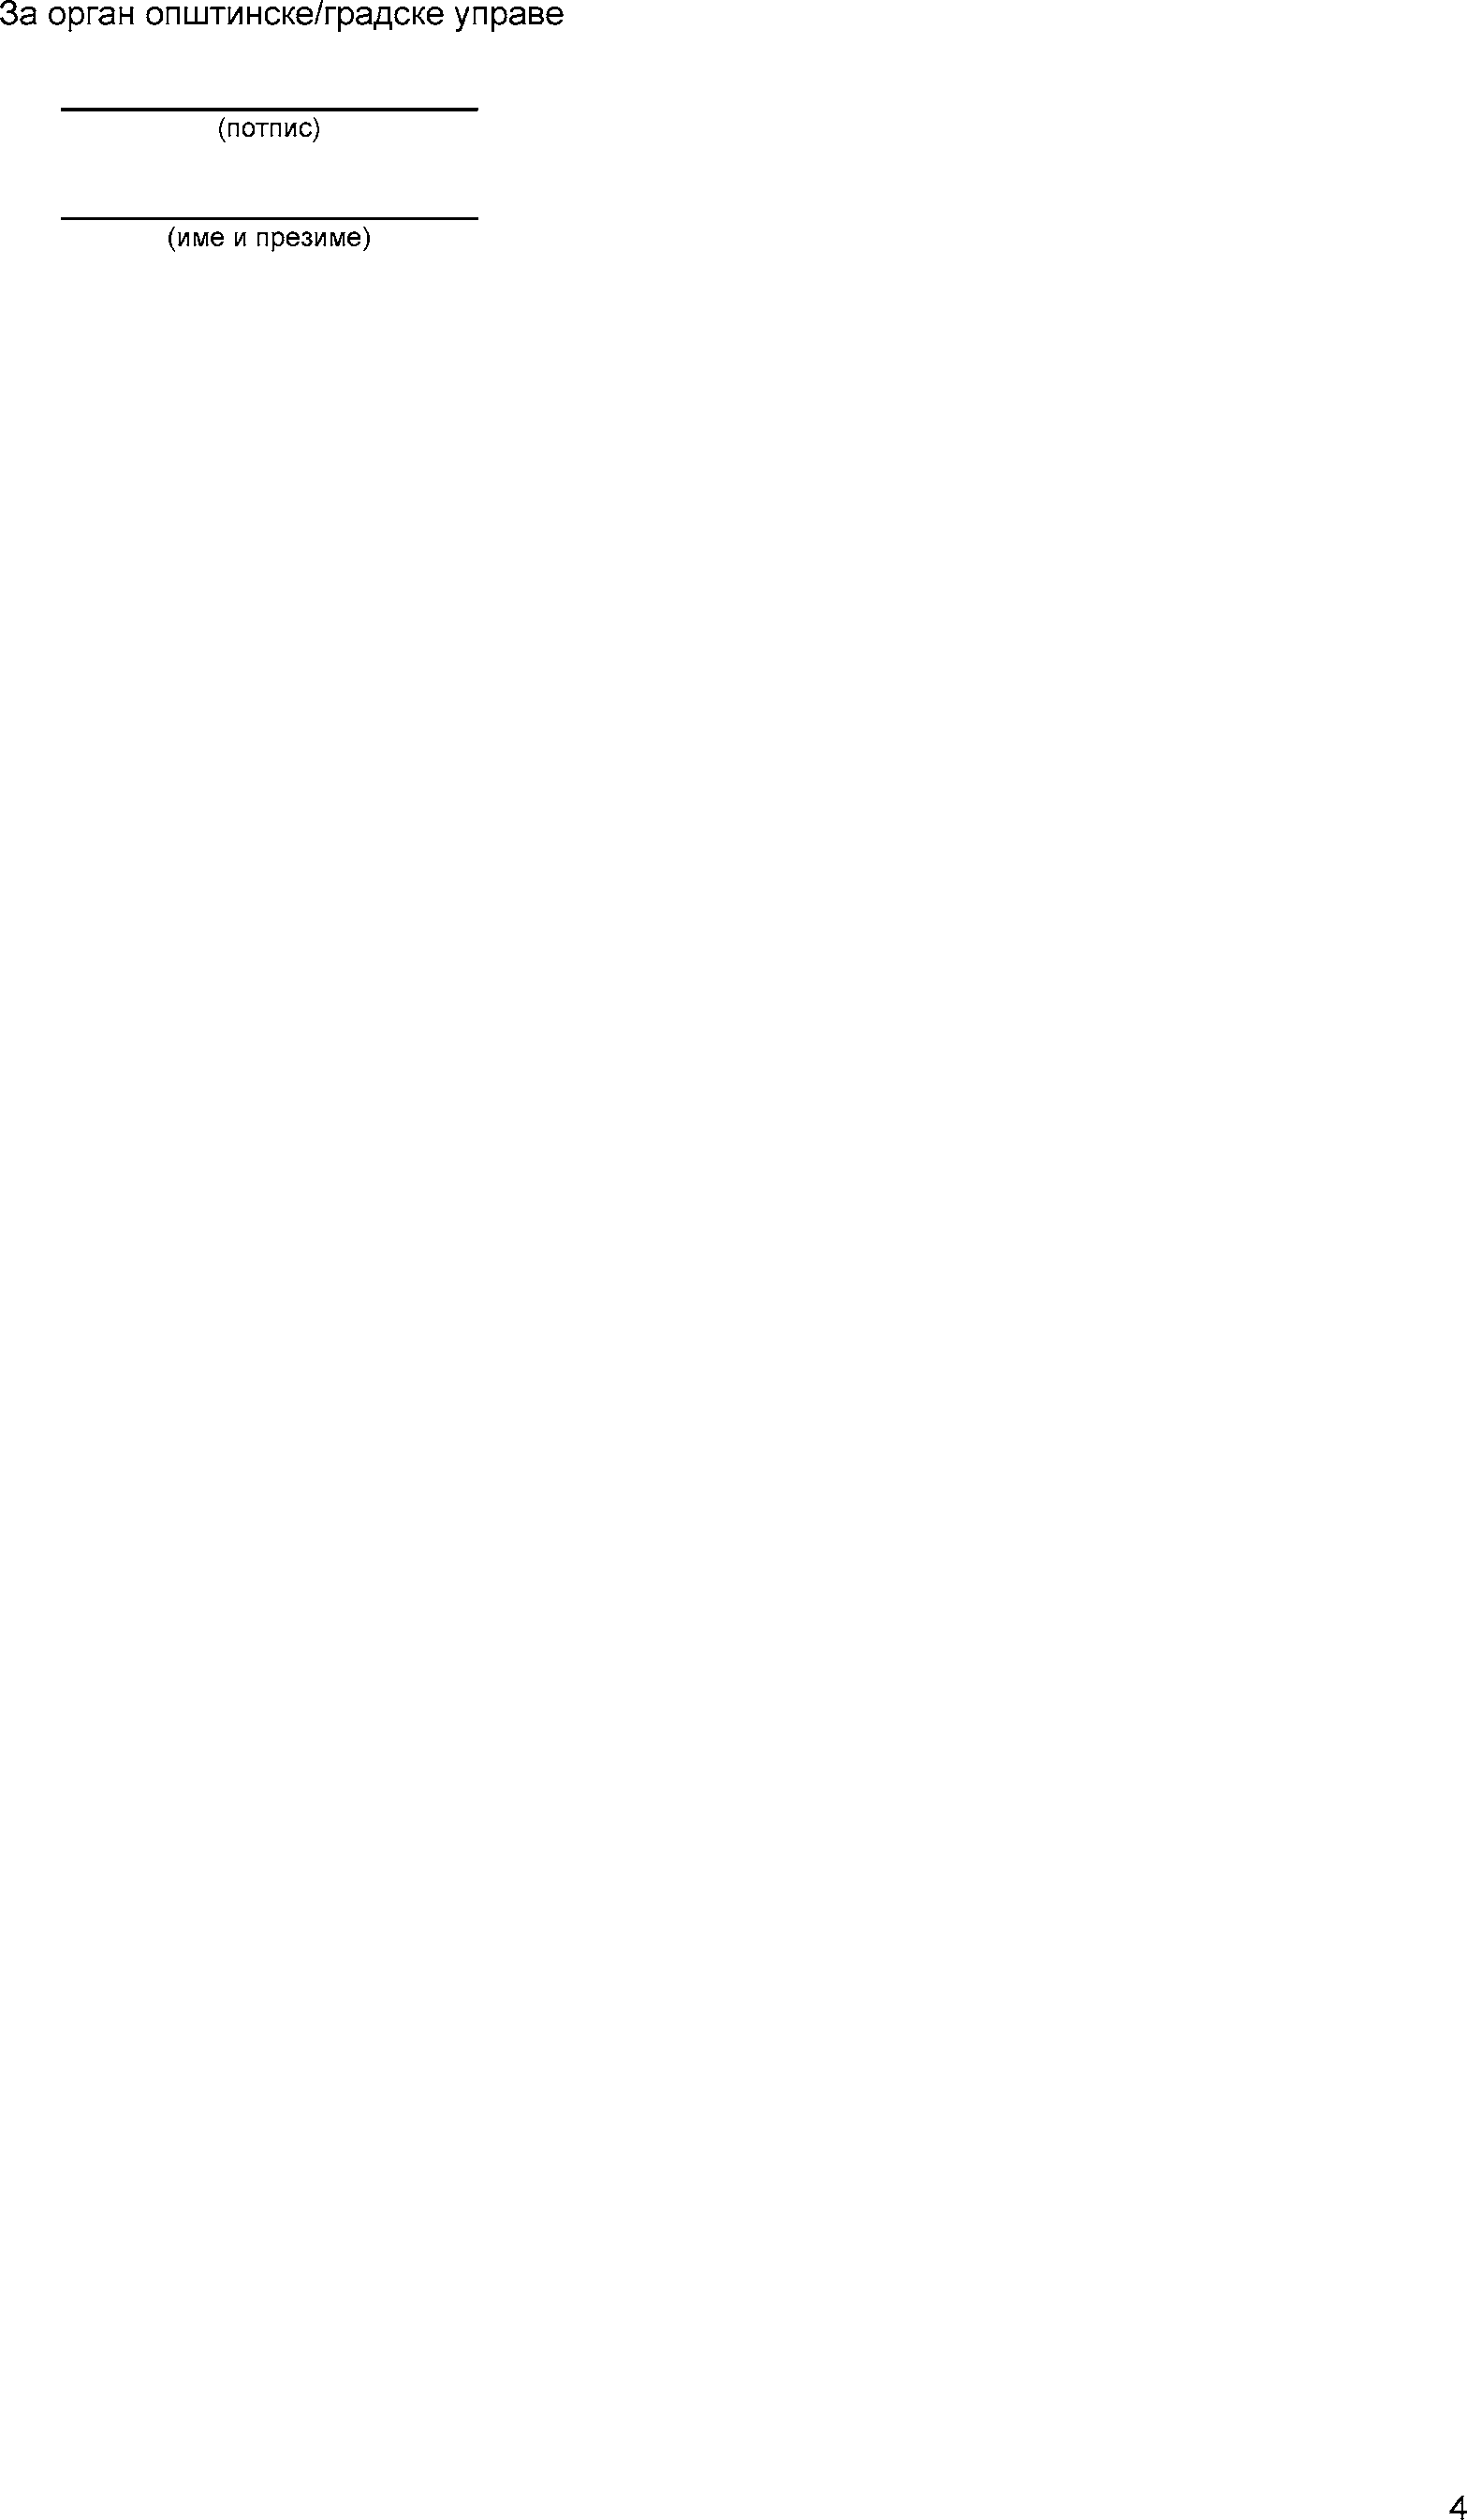 За орган општинске/градске управе
(потпис)
(име и презиме)
4